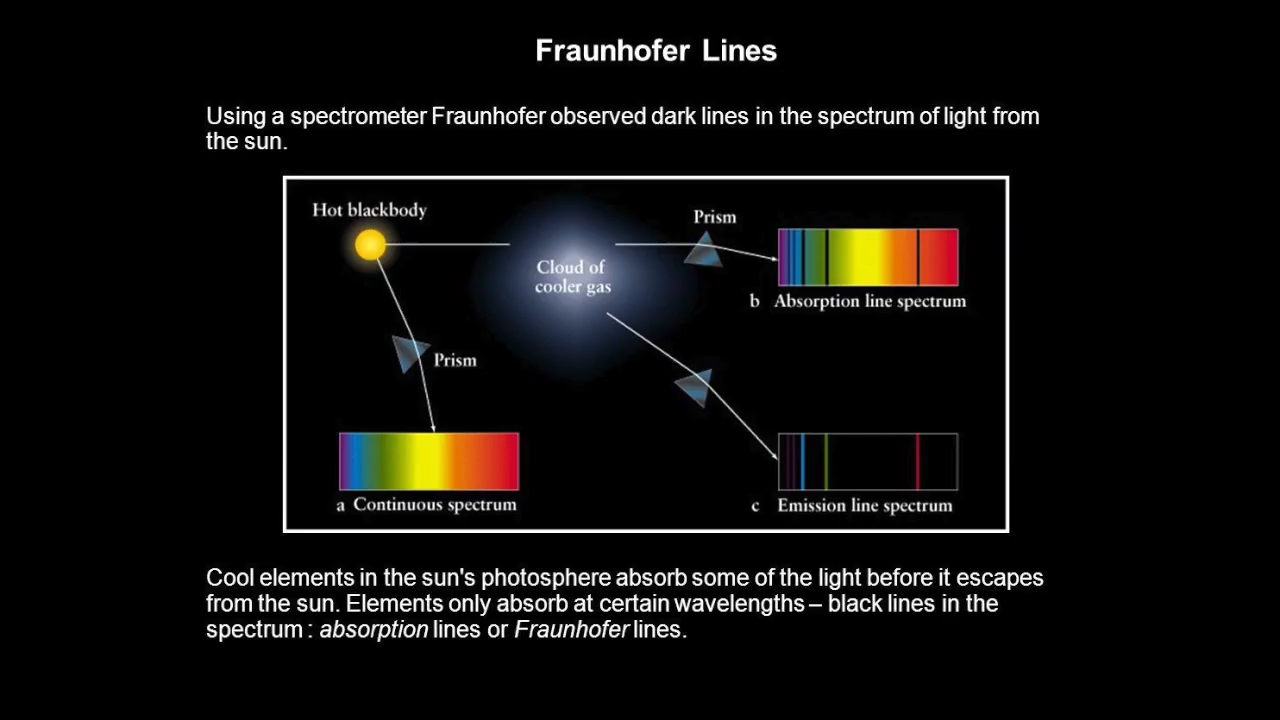 Fraunhofer Lines
Using a spectrometer Fraunhofer observed dark lines in the spectrum of light from
the sun.
Hot blackbody
Prism
Cloud of
cooler gas
b Absorption line spectrum
Prism
a Continuous spectrum
c Emission line spectrum
Cool elements in the sun's photosphere absorb some of the light before it escapes
from the sun. Elements only absorb at certain wavelengths – black lines in the
spectrum : absorption lines or Fraunhofer lines.